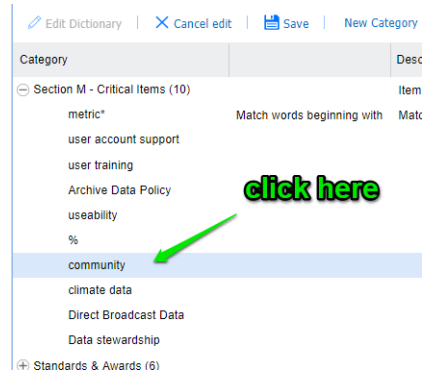 Edit Dictionary Cancel edit Save New Category
Category Desc
Section M - Critical Items (10) Item
metric* Match words beginning with Matc
user account support
user training
Archive Data Policy
click here
useability
%
community
climate data
Direct Broadcast Data
Data stewardship
Standards & Awards (6)